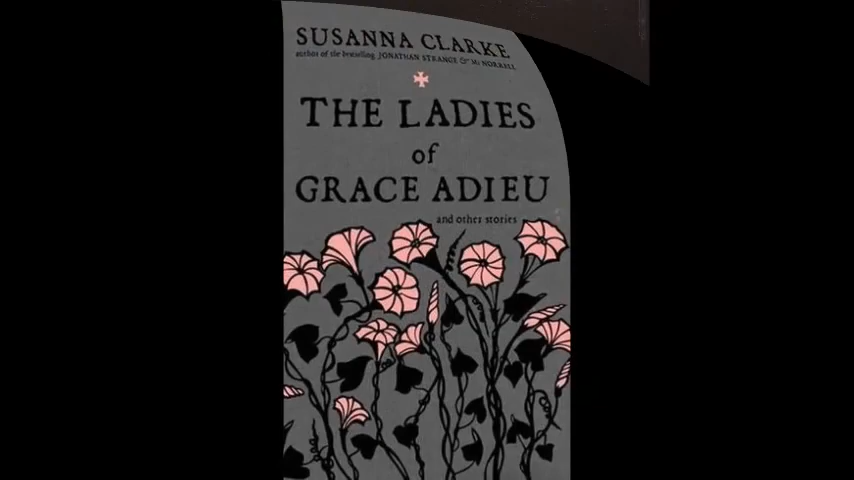 SUSANNA CLARKE
author of the bestselling JONATHAN STRANGE & Mr NORRELL
THE LADIES
of
GRACE ADIEU
and other stories